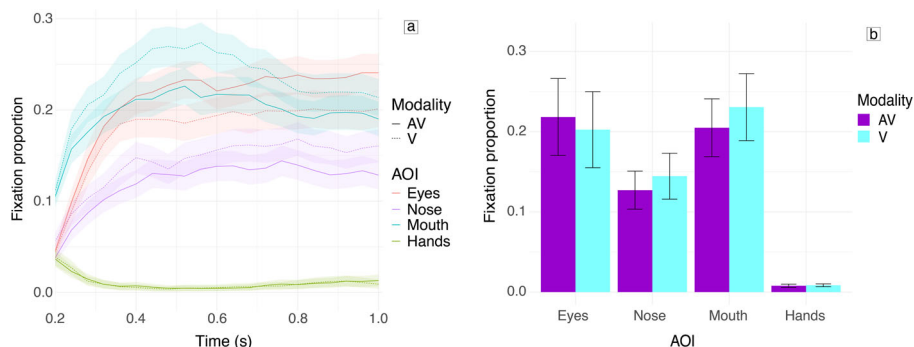 a
Fixation proportion
0.3
0.2
0.1
0.0
0.2
0.4
0.6
0.8
1.0
Time (s)
Modality
AV
V
AOI
Eyes
Nose
Mouth
Hands
b
Fixation proportion
0.3
0.2
0.1
0.0
Eyes
Nose
Mouth
Hands
AOI
Modality
AV
V